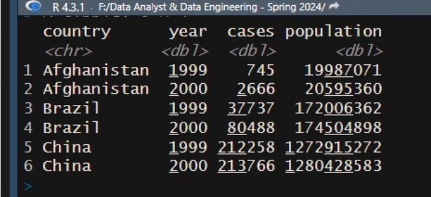 R 4.3.1 · F:/Data Analyst & Data Engineering - Spring 2024/
country year cases population
<chr> <dbl> <dbl> <dbl>
1 Afghanistan 1999 745 19987071
2 Afghanistan 2000 2666 20595360
3 Brazil 1999 37737 172006362
4 Brazil 2000 80488 174504898
5 China 1999 212258 1272915272
6 China 2000 213766 1280428583
>